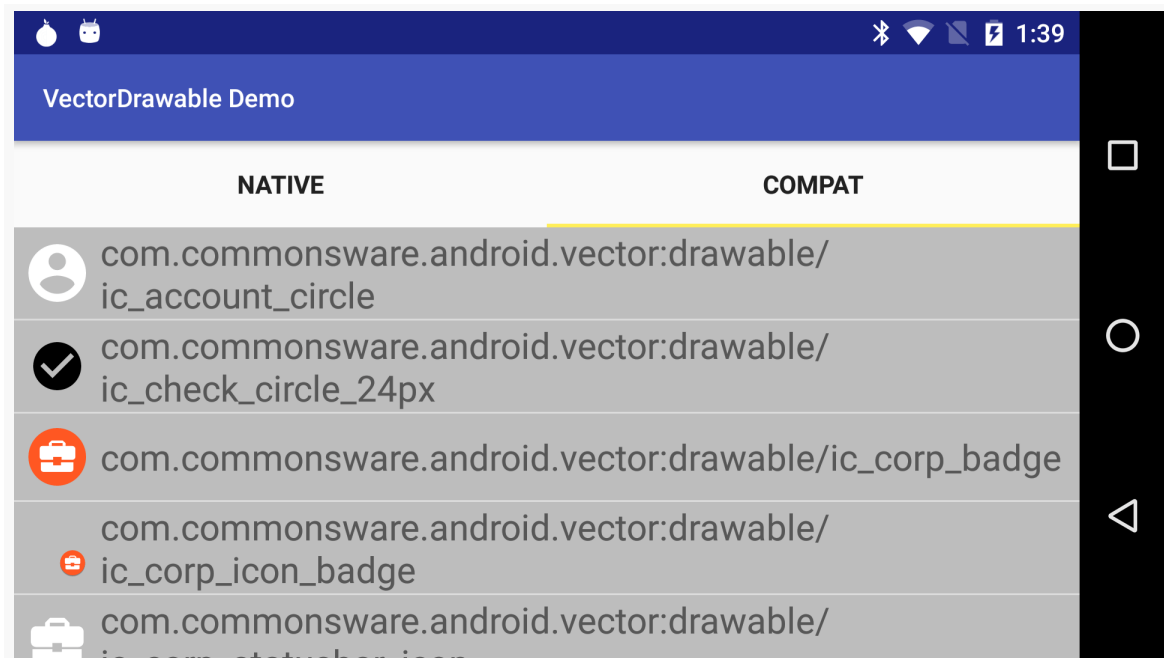 1:39
VectorDrawable Demo
NATIVE
COMPAT
com.commonsware.android.vector:drawable/
ic_account_circle
com.commonsware.android.vector:drawable/
ic_check_circle_24px
com.commonsware.android.vector:drawable/ic_corp_badge
com.commonsware.android.vector:drawable/
ic_corp_icon_badge
com.commonsware.android.vector:drawable/
ic_corp_statusbar_icon